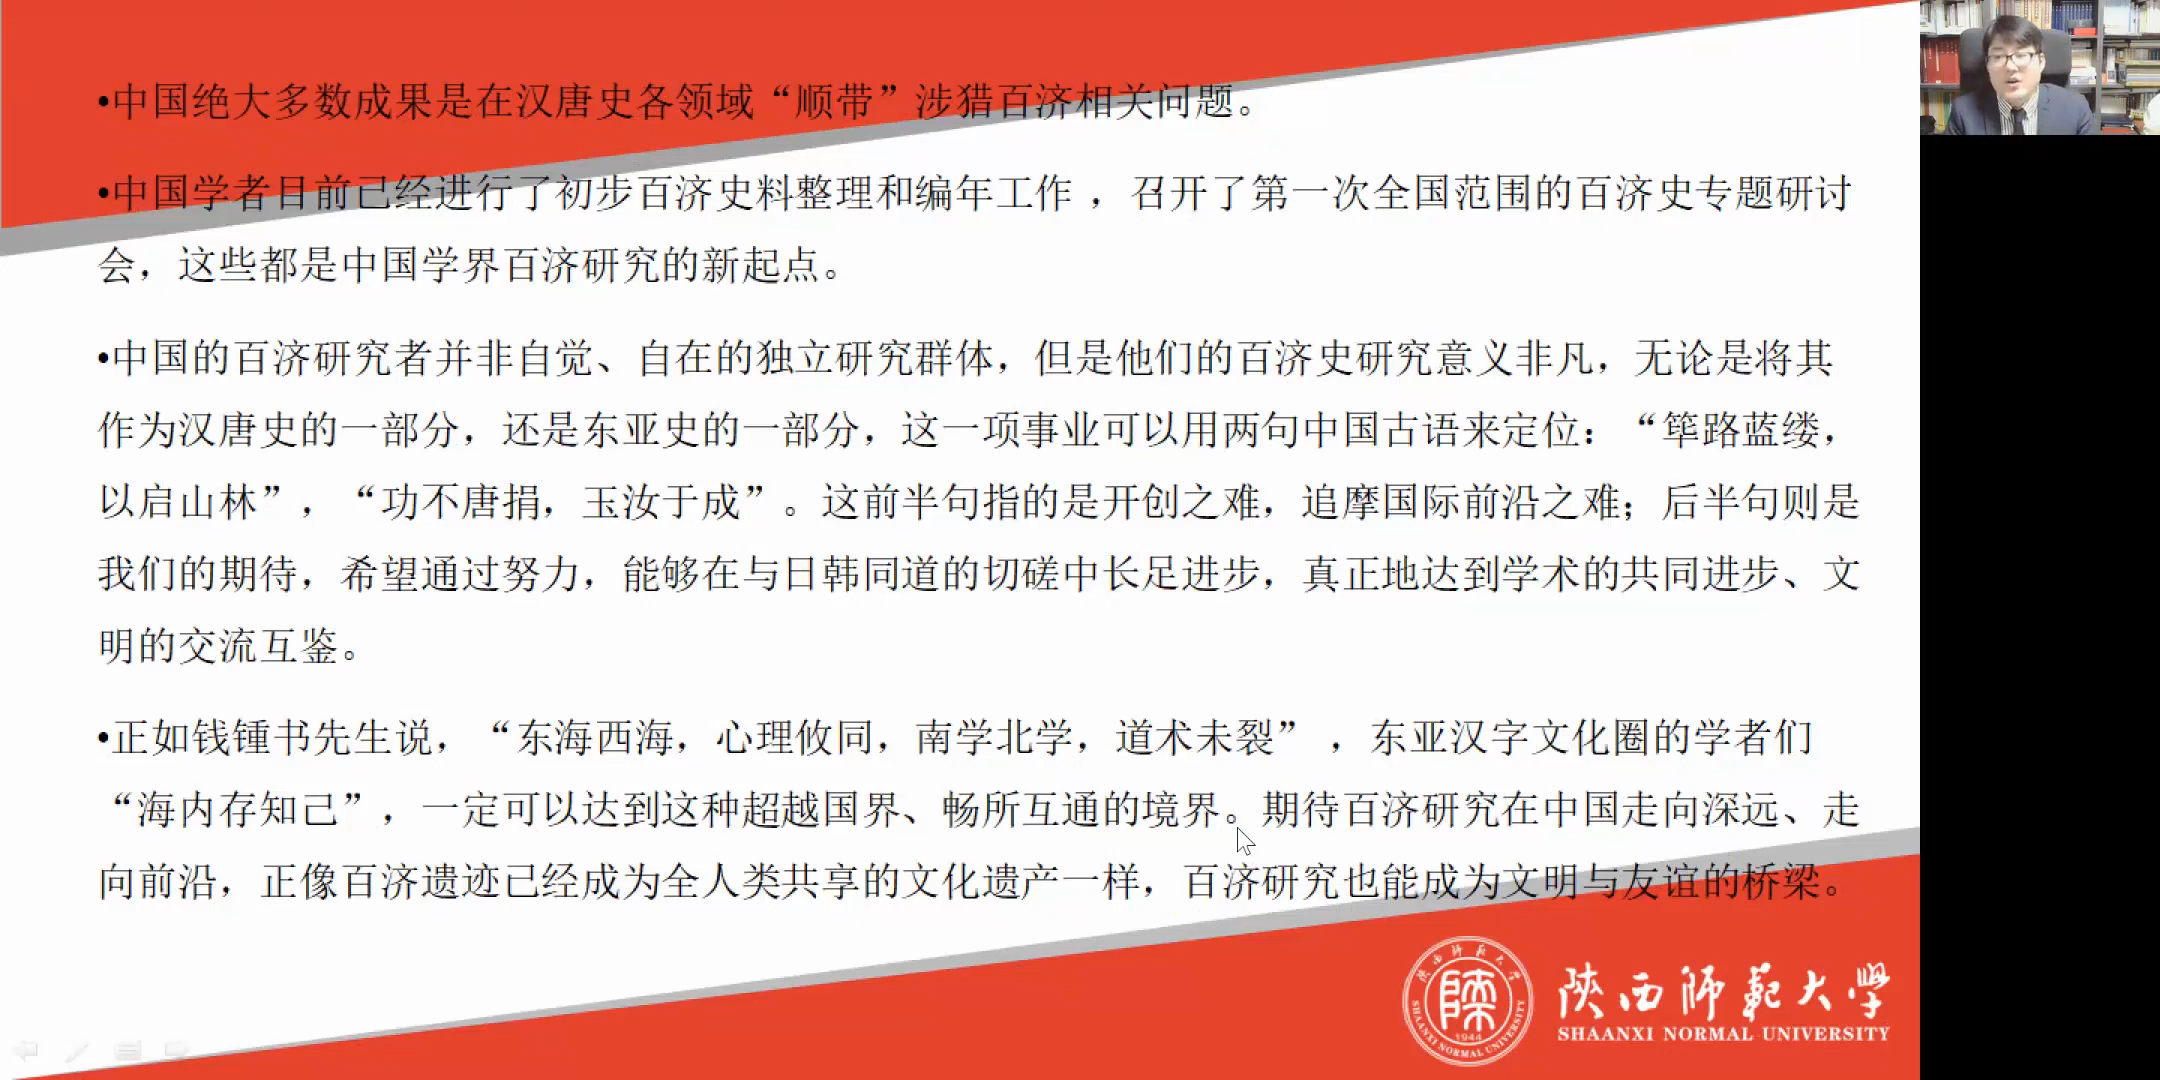 •中国绝大多数成果是在汉唐史各领域“顺带”涉猎百济相关问题。
•中国学者目前已经进行了初步百济史料整理和编年工作 ，召开了第一次全国范围的百济史专题研讨
会，这些都是中国学界百济研究的新起点。
•中国的百济研究者并非自觉、自在的独立研究群体，但是他们的百济史研究意义非凡，无论是将其
作为汉唐史的一部分，还是东亚史的一部分，这一项事业可以用两句中国古语来定位：“筚路蓝缕，
以启山林”，“功不唐捐，玉汝于成”。这前半句指的是开创之难，追摩国际前沿之难；后半句则是
我们的期待，希望通过努力，能够在与日韩同道的切磋中长足进步，真正地达到学术的共同进步、文
明的交流互鉴。
•正如钱锺书先生说，“东海西海，心理攸同，南学北学，道术未裂” ，东亚汉字文化圈的学者们
“海内存知己”，一定可以达到这种超越国界、畅所互通的境界。期待百济研究在中国走向深远、走
向前沿，正像百济遗迹已经成为全人类共享的文化遗产一样，百济研究也能成为文明与友谊的桥梁。
陕西师范大学
SHAANXI NORMAL UNIVERSITY
1944
陝西師範大學
SHAANXI NORMAL UNIVERSITY